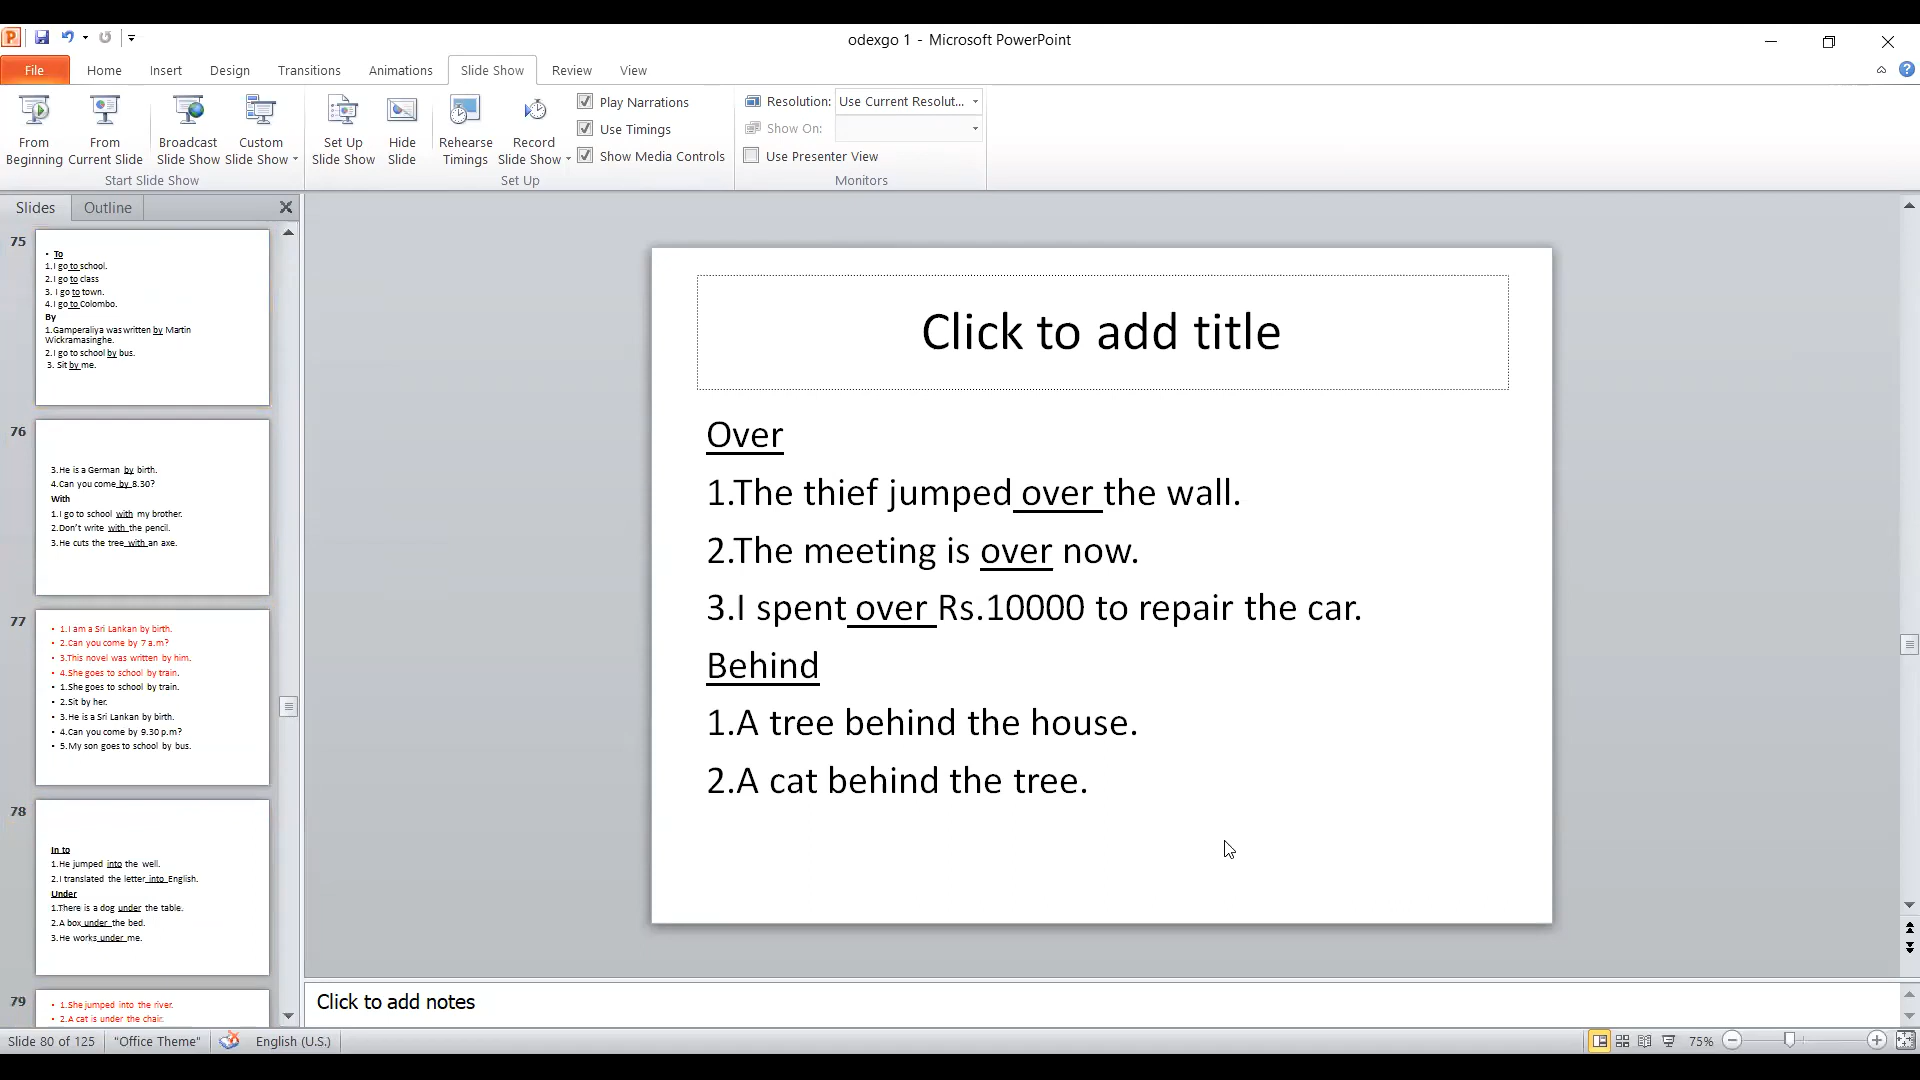 odexgo 1 - Microsoft PowerPoint
File Home Insert Design Transitions Animations Slide Show Review View
From Beginning
From Current Slide
Broadcast Slide Show
Custom Slide Show
Start Slide Show
Set Up Slide Show
Hide Slide
Rehearse Timings
Record Slide Show
Play Narrations
Use Timings
Show Media Controls
Set Up
Resolution: Use Current Resolut...
Show On:
Use Presenter View
Monitors
Slides Outline
75
• To
1.I go to school.
2.I go to class
3. I go to town.
4.I go to Colombo.
By
1.Gamperaliya was written by Martin
Wickramasinghe.
2.I go to school by bus.
3. Sit by me.
76
3.He is a German by birth.
4.Can you come by 8.30?
With
1.I go to school with my brother.
2.Don't write with the pencil.
3.He cuts the tree with an axe.
77
• 1.I am a Sri Lankan by birth.
• 2.Can you come by 7 a.m?
• 3.This novel was written by him.
• 4.She goes to school by train.
• 1.She goes to school by train.
• 2.Sit by her.
• 3.He is a Sri Lankan by birth.
• 4.Can you come by 9.30 p.m?
• 5.My son goes to school by bus.
78
In to
1.He jumped into the well.
2.I translated the letter into English.
Under
1.There is a dog under the table.
2.A box under the bed.
3.He works under me.
79
• 1.She jumped into the river.
• 2.A cat is under the chair.
Click to add title
Over
1.The thief jumped over the wall.
2.The meeting is over now.
3.I spent over Rs.10000 to repair the car.
Behind
1.A tree behind the house.
2.A cat behind the tree.
Click to add notes
Slide 80 of 125 "Office Theme" English (U.S.) 75%